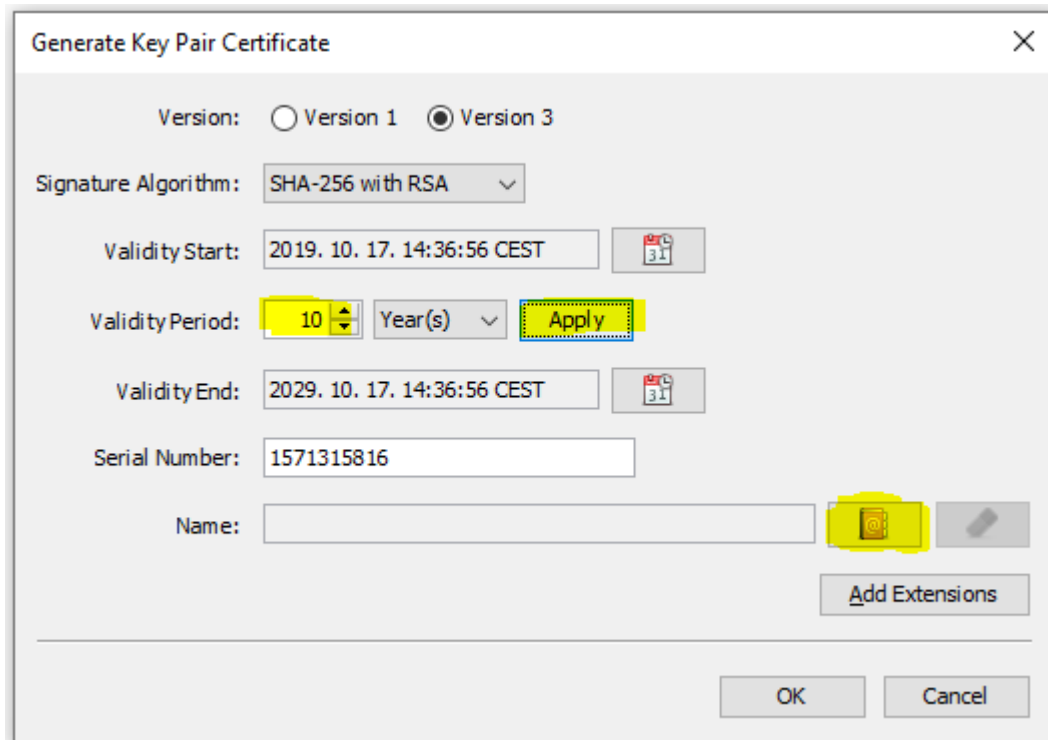 Generate Key Pair Certificate
Version: Version 1 Version 3
Signature Algorithm: SHA-256 with RSA
Validity Start: 2019. 10. 17. 14:36:56 CEST 31
Validity Period: 10 Year(s) Apply
Validity End: 2029. 10. 17. 14:36:56 CEST 31
Serial Number: 1571315816
Name: @
Add Extensions
OK Cancel